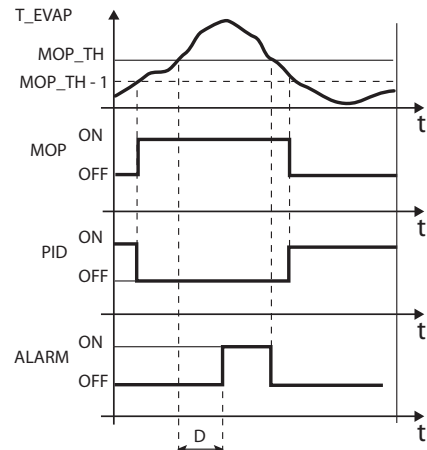 T_EVAP
MOP_TH
MOP_TH - 1
t
ON
MOP
OFF
t
ON
PID
OFF
t
ON
ALARM
OFF
t
D